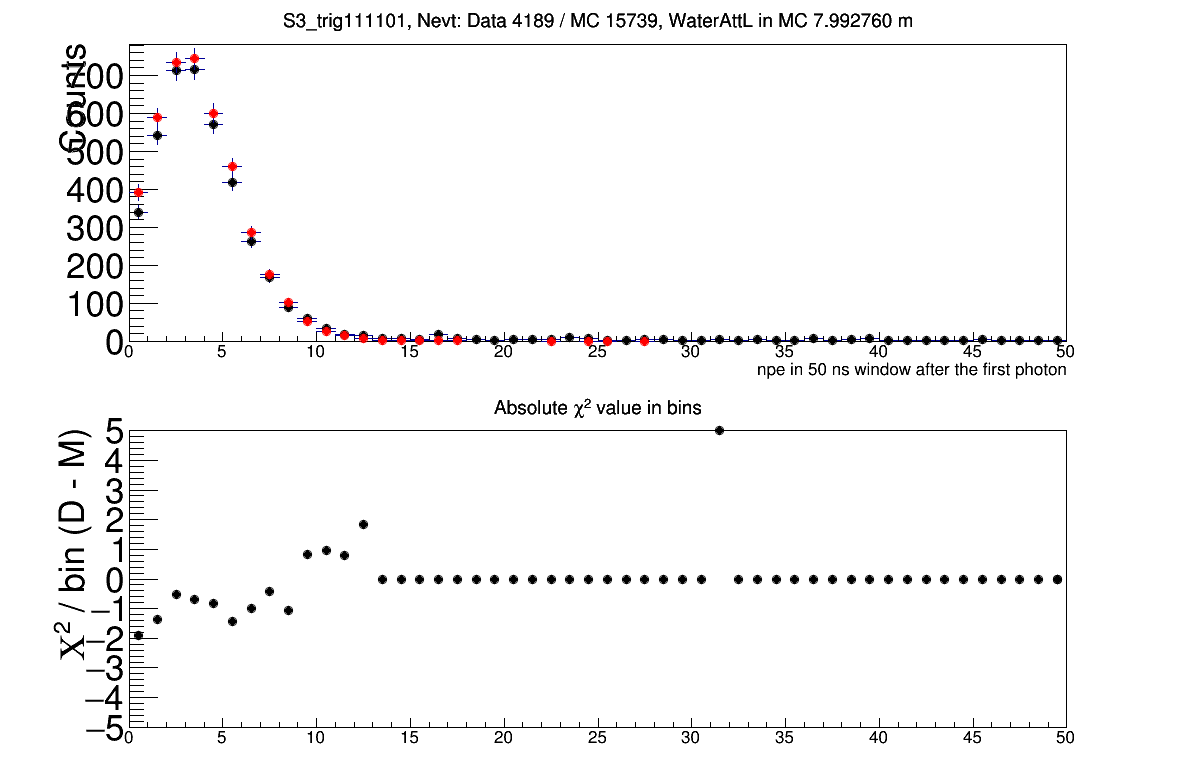 S3_trig111101, Nevt: Data 4189 / MC 15739, WaterAttL in MC 7.992760 m
Counts
700
600
500
400
300
200
100
0
0 5 10 15 20 25 30 35 40 45 50
npe in 50 ns window after the first photon
Absolute χ² value in bins
X² / bin (D - M)
5
4
3
2
1
0
−1
−2
−3
−4
−5
0 5 10 15 20 25 30 35 40 45 50